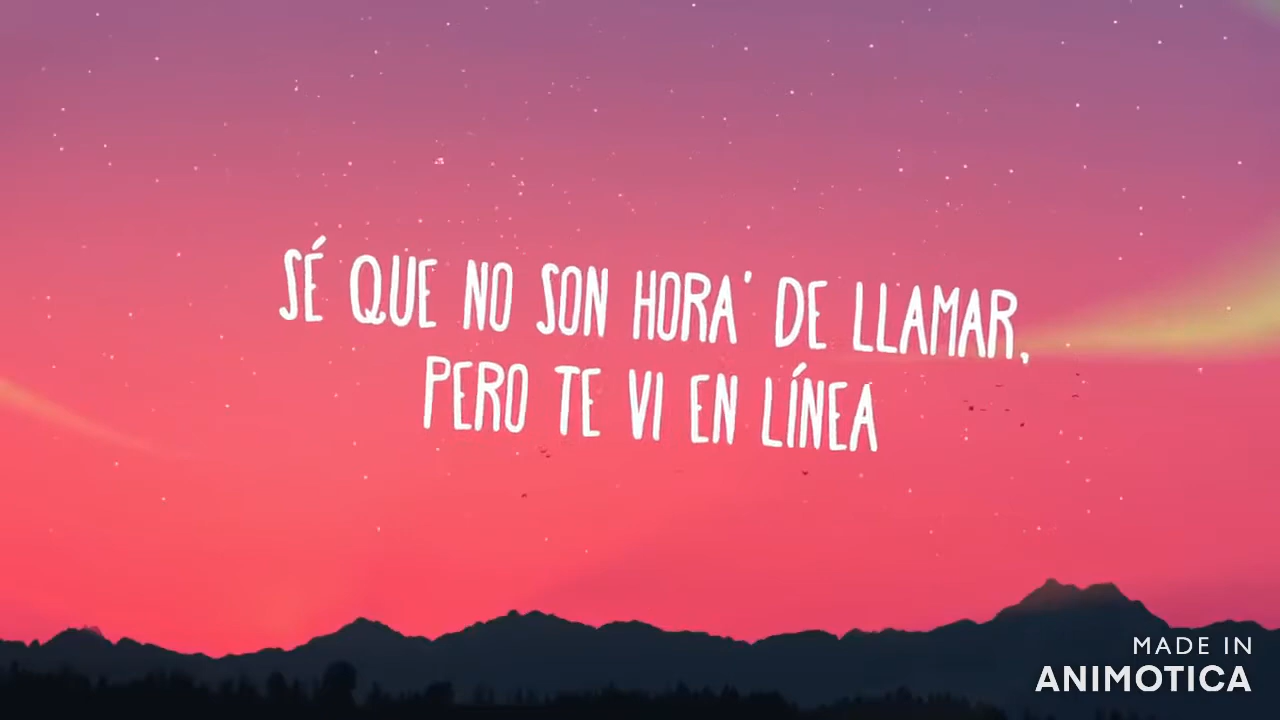 SÉ QUE NO SON HORA' DE LLAMAR,
PERO TE VI EN LÍNEA
MADE IN
ANIMOTICA